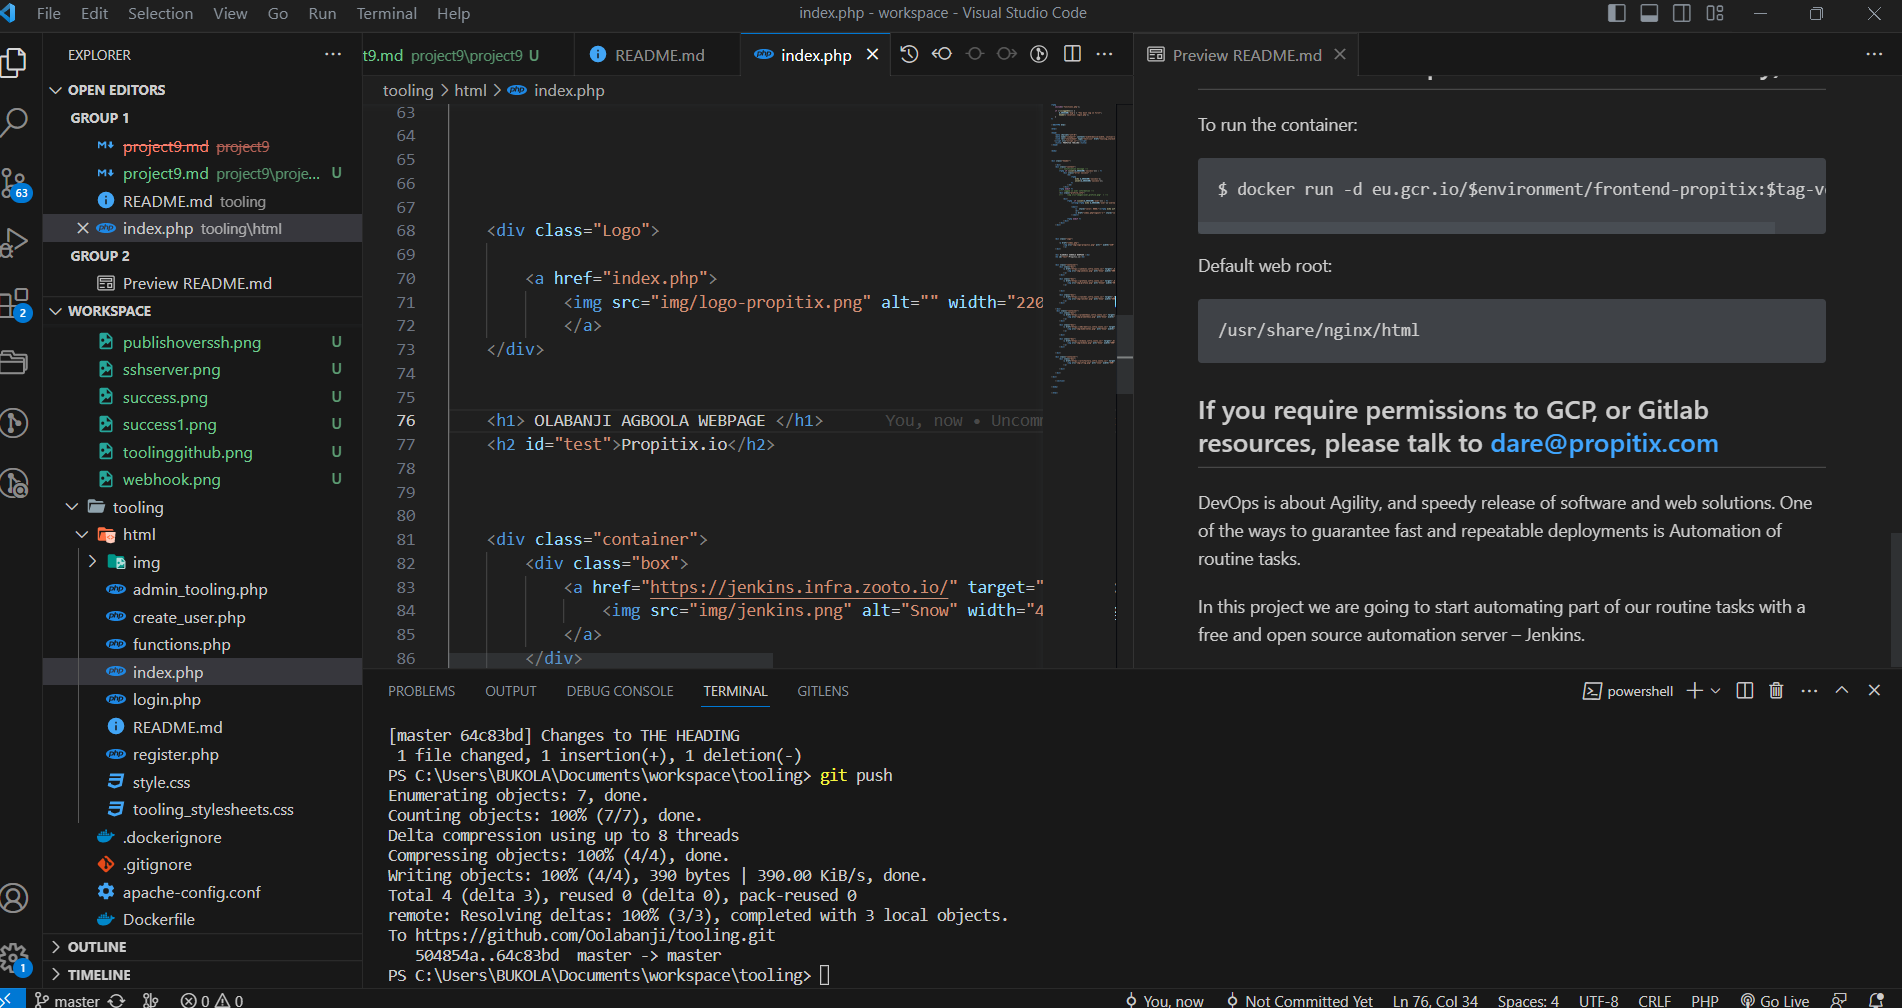 File Edit Selection View Go Run Terminal Help
index.php - workspace - Visual Studio Code
EXPLORER
OPEN EDITORS
GROUP 1
project9.md project9
project9.md project9\proje... U
README.md tooling
index.php tooling\html
GROUP 2
Preview README.md
WORKSPACE
publishoverssh.png U
sshserver.png U
success.png U
success1.png U
toolinggithub.png U
webhook.png U
tooling
html
img
admin_tooling.php
create_user.php
functions.php
index.php
login.php
README.md
register.php
style.css
tooling_stylesheets.css
.dockerignore
.gitignore
apache-config.conf
Dockerfile
OUTLINE
TIMELINE
63
2
1
t9.md project9\project9 U
README.md
index.php
tooling > html > index.php
63
64
65
66
67
68 <div class="Logo">
69
70 <a href="index.php">
71 <img src="img/logo-propitix.png" alt="" width="220
72 </a>
73 </div>
74
75
76 <h1> OLABANJI AGBOOLA WEBPAGE </h1> You, now • Uncomm
77 <h2 id="test">Propitix.io</h2>
78
79
80
81 <div class="container">
82 <div class="box">
83 <a href="https://jenkins.infra.zooto.io/" target="
84 <img src="img/jenkins.png" alt="Snow" width="4
85 </a>
86 </div>
Preview README.md
To run the container:
$ docker run -d eu.gcr.io/$environment/frontend-propitix:$tag-v
Default web root:
/usr/share/nginx/html
If you require permissions to GCP, or Gitlab
resources, please talk to dare@propitix.com
DevOps is about Agility, and speedy release of software and web solutions. One
of the ways to guarantee fast and repeatable deployments is Automation of
routine tasks.
In this project we are going to start automating part of our routine tasks with a
free and open source automation server – Jenkins.
PROBLEMS OUTPUT DEBUG CONSOLE TERMINAL GITLENS
powershell
[master 64c83bd] Changes to THE HEADING
1 file changed, 1 insertion(+), 1 deletion(-)
PS C:\Users\BUKOLA\Documents\workspace\tooling> git push
Enumerating objects: 7, done.
Counting objects: 100% (7/7), done.
Delta compression using up to 8 threads
Compressing objects: 100% (4/4), done.
Writing objects: 100% (4/4), 390 bytes | 390.00 KiB/s, done.
Total 4 (delta 3), reused 0 (delta 0), pack-reused 0
remote: Resolving deltas: 100% (3/3), completed with 3 local objects.
To https://github.com/Oolabanji/tooling.git
504854a..64c83bd master -> master
PS C:\Users\BUKOLA\Documents\workspace\tooling>
master 0 0 You, now Not Committed Yet Ln 76, Col 34 Spaces: 4 UTF-8 CRLF PHP Go Live